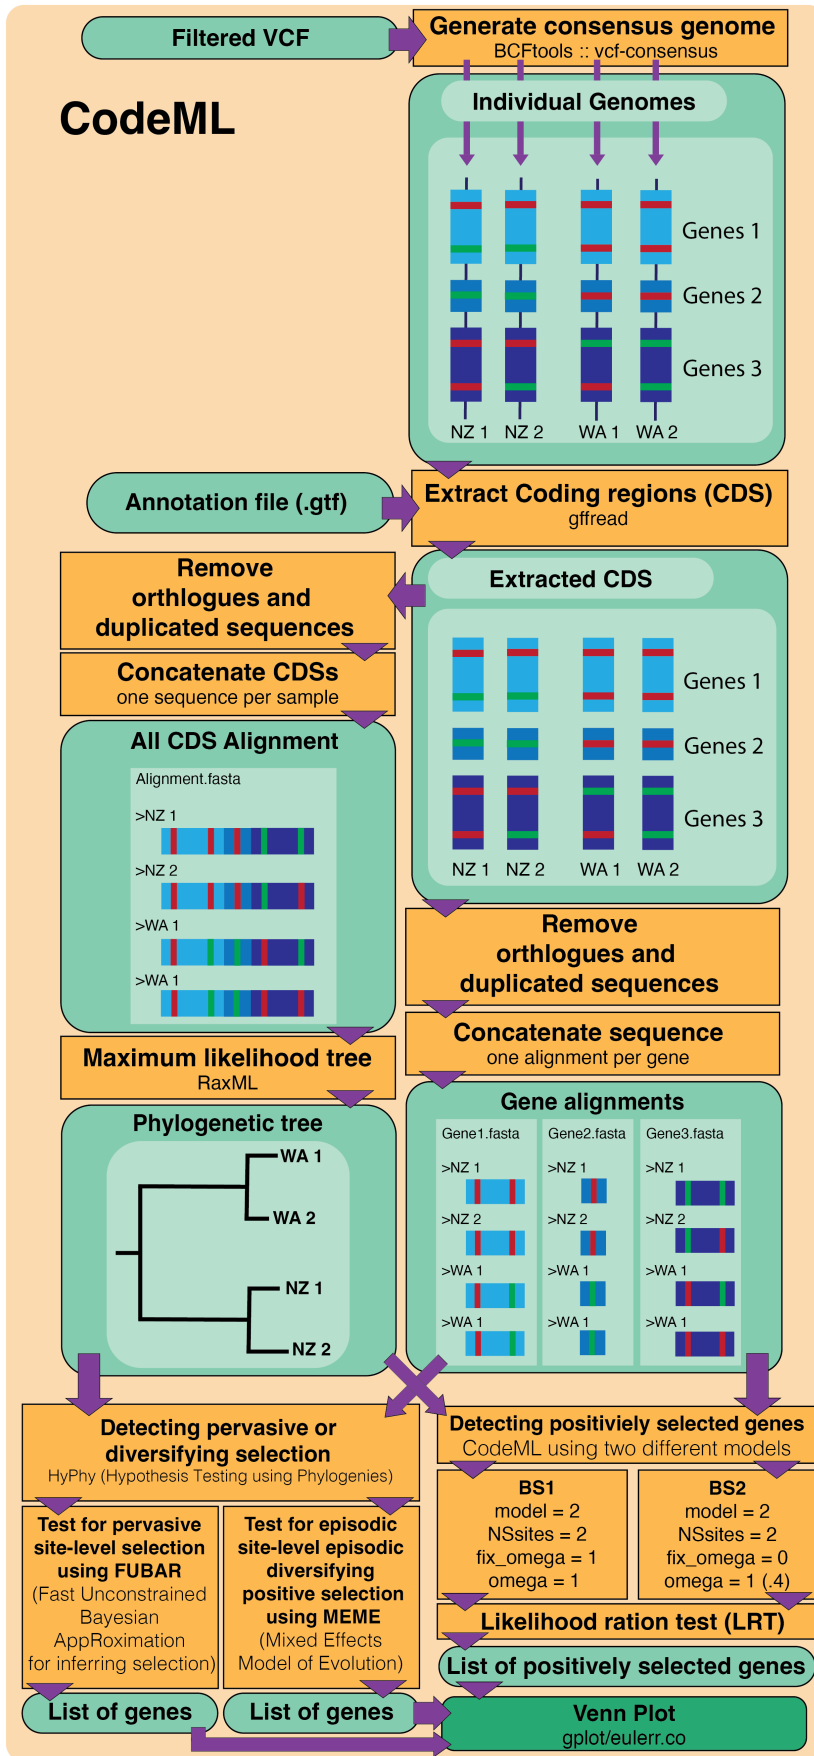 Filtered VCF
Generate consensus genome
BCFtools :: vcf-consensus
CodeML
Individual Genomes
Genes 1
Genes 2
Genes 3
NZ 1
NZ 2
WA 1
WA 2
Annotation file (.gtf)
Extract Coding regions (CDS)
gffread
Remove
orthlogues and
duplicated sequences
Concatenate CDSs
one sequence per sample
All CDS Alignment
Alignment.fasta
>NZ 1
>NZ 2
>WA 1
>WA 1
Maximum likelihood tree
RaxML
Phylogenetic tree
WA 1
WA 2
NZ 1
NZ 2
Extracted CDS
Genes 1
Genes 2
Genes 3
NZ 1
NZ 2
WA 1
WA 2
Remove
orthlogues and
duplicated sequences
Concatenate sequence
one alignment per gene
Gene alignments
Gene1.fasta
>NZ 1
>NZ 2
>WA 1
>WA 1
Gene2.fasta
>NZ 1
>NZ 2
>WA 1
>WA 1
Gene3.fasta
>NZ 1
>NZ 2
>WA 1
>WA 1
Detecting pervasive or
diversifying selection
HyPhy (Hypothesis Testing using Phylogenies)
Test for pervasive
site-level selection
using FUBAR
(Fast Unconstrained
Bayesian
AppRoximation
for inferring selection)
List of genes
Test for episodic
site-level episodic
diversifying
positive selection
using MEME
(Mixed Effects
Model of Evolution)
List of genes
Detecting positiviely selected genes
CodeML using two different models
BS1
model = 2
NSsites = 2
fix_omega = 1
omega = 1
BS2
model = 2
NSsites = 2
fix_omega = 0
omega = 1 (.4)
Likelihood ration test (LRT)
List of positively selected genes
Venn Plot
gplot/eulerr.co